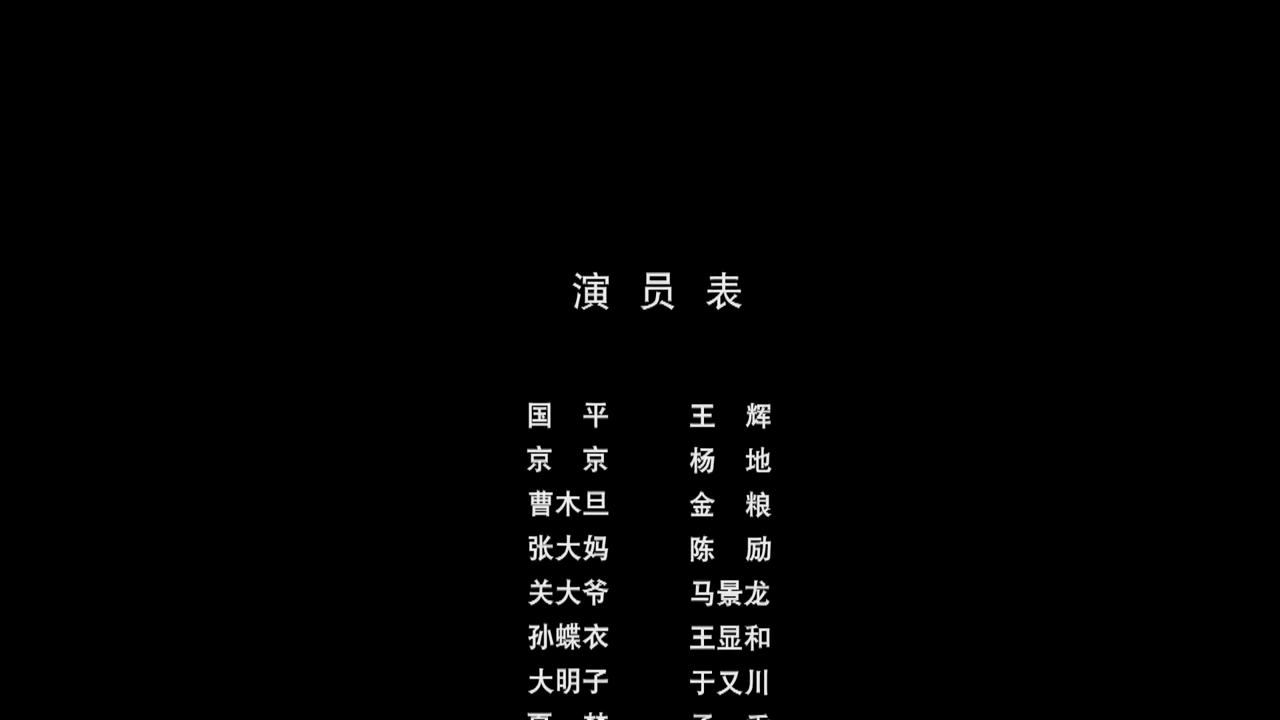 演 员 表
国 平 王 辉
京 京 杨 地
曹木旦 金 粮
张大妈 陈 励
关大爷 马景龙
孙蝶衣 王显和
大明子 于又川